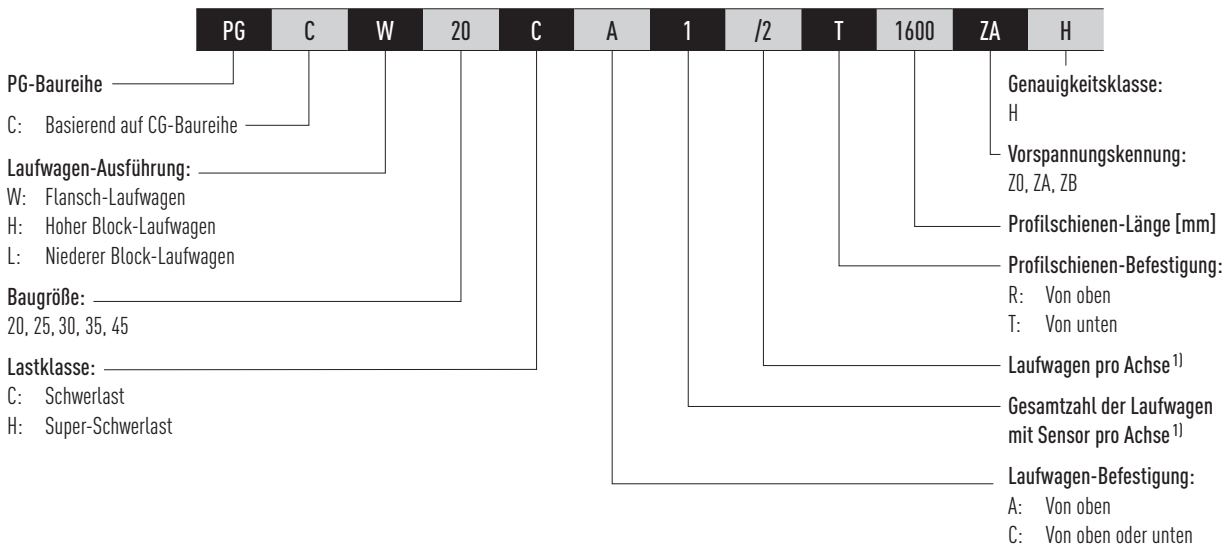 PG C W 20 C A 1 /2 T 1600 ZA H
PG-Baureihe
C: Basierend auf CG-Baureihe
Laufwagen-Ausführung:
W: Flansch-Laufwagen
H: Hoher Block-Laufwagen
L: Niederer Block-Laufwagen
Baugröße:
20, 25, 30, 35, 45
Lastklasse:
C: Schwerlast
H: Super-Schwerlast
Genauigkeitsklasse:
H
Vorspannungskennung:
Z0, ZA, ZB
Profilschienen-Länge [mm]
Profilschienen-Befestigung:
R: Von oben
T: Von unten
Laufwagen pro Achse 1)
Gesamtzahl der Laufwagen
mit Sensor pro Achse 1)
Laufwagen-Befestigung:
A: Von oben
C: Von oben oder unten